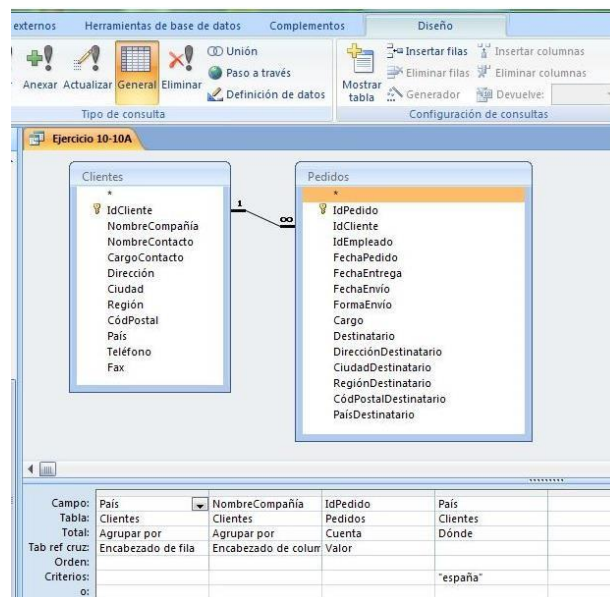 externos Herramientas de base de datos Complementos Diseño
Unión
Paso a través
Definición de datos
Anexar Actualizar General Eliminar
Tipo de consulta
Mostrar tabla
Insertar filas Insertar columnas
Eliminar filas Eliminar columnas
Generador Devuelve:
Configuración de consultas
Ejercicio 10-10A
Clientes
*
IdCliente
NombreCompañía
NombreContacto
CargoContacto
Dirección
Ciudad
Región
CódPostal
País
Teléfono
Fax
1
∞
Pedidos
*
IdPedido
IdCliente
IdEmpleado
FechaPedido
FechaEntrega
FechaEnvío
FormaEnvío
Cargo
Destinatario
DirecciónDestinatario
CiudadDestinatario
RegiónDestinatario
CódPostalDestinatario
PaísDestinatario
Campo: País NombreCompañía IdPedido País
Tabla: Clientes Clientes Pedidos Clientes
Total: Agrupar por Agrupar por Cuenta Dónde
Tab ref cruz: Encabezado de fila Encabezado de colum Valor
Orden:
Criterios: "españa"
o: